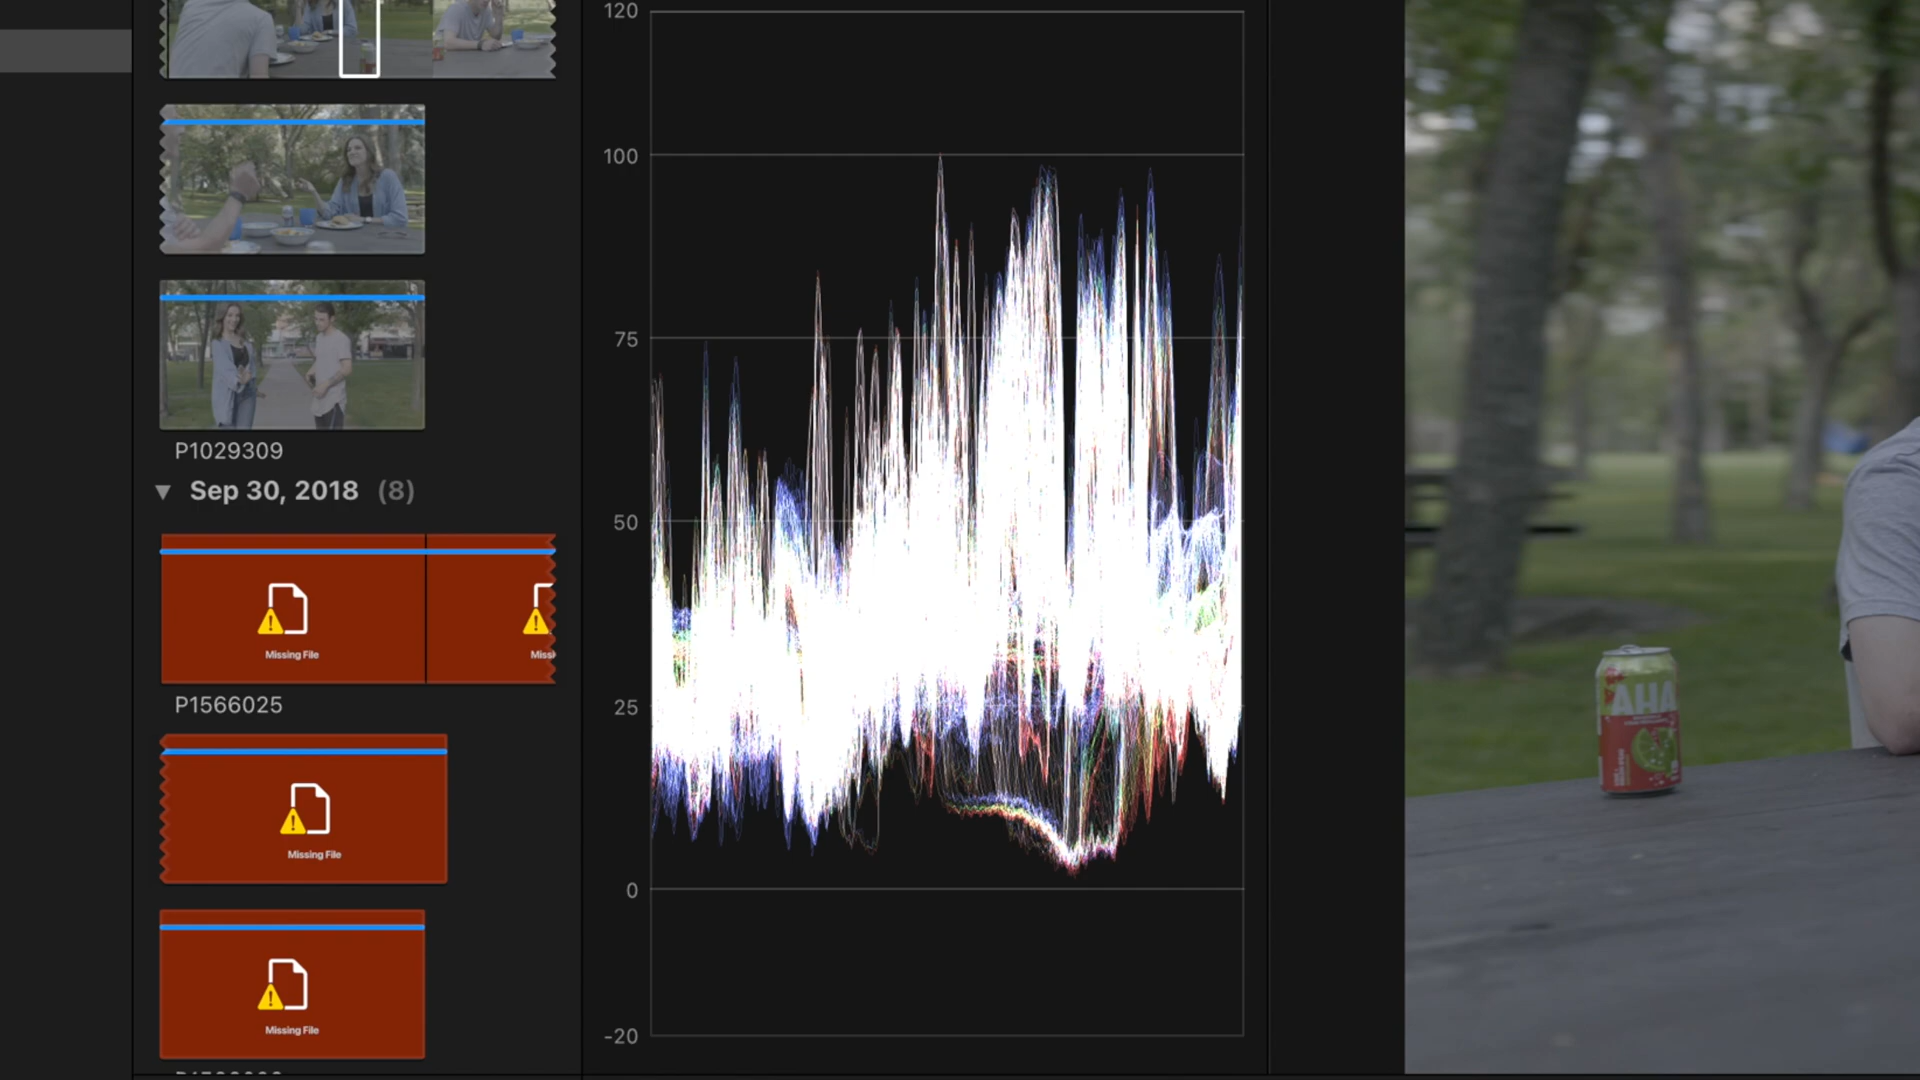 P1029309
Sep 30, 2018 (8)
Missing File
P1566025
Missing File
Missing File
120
100
75
50
25
0
-20
AHA